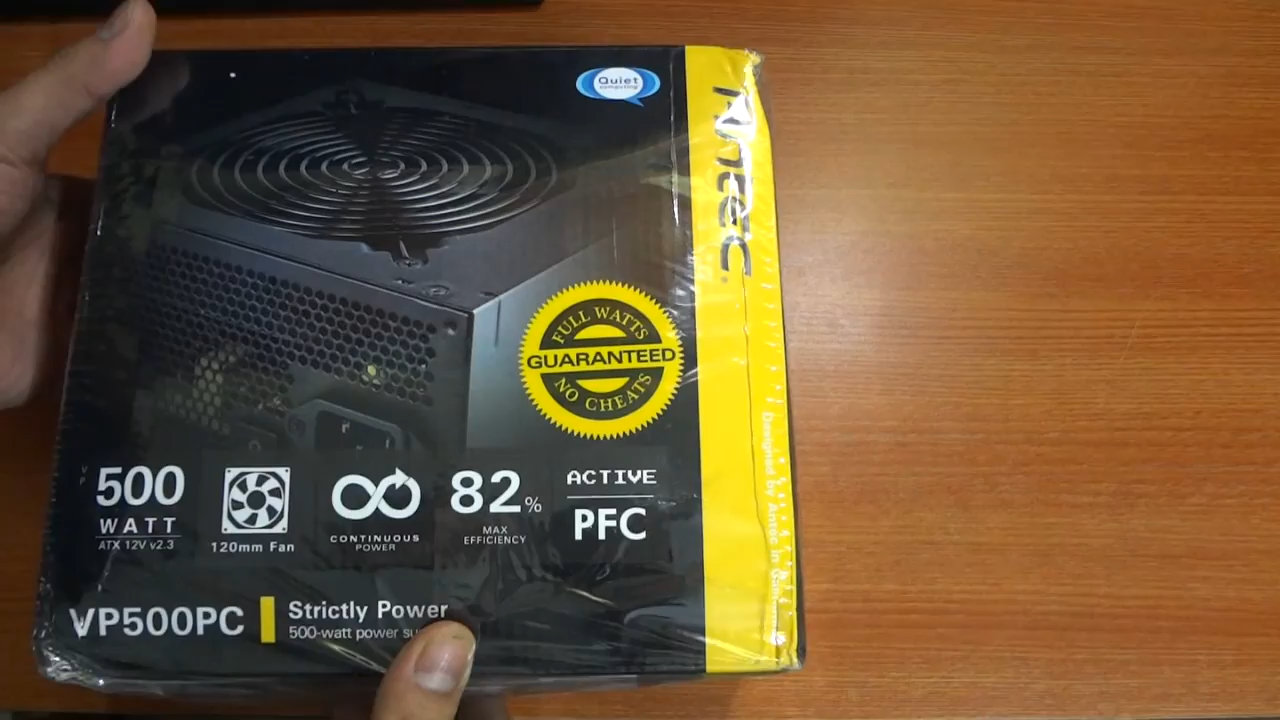 Quiet
computing
Antec
FULL WATTS
GUARANTEED
NO CHEATS
500
WATT
ATX 12V v2.3
120mm Fan
CONTINUOUS
POWER
82%
MAX
EFFICIENCY
ACTIVE
PFC
VP500PC
Strictly Power
500-watt power
Designed by Antec in